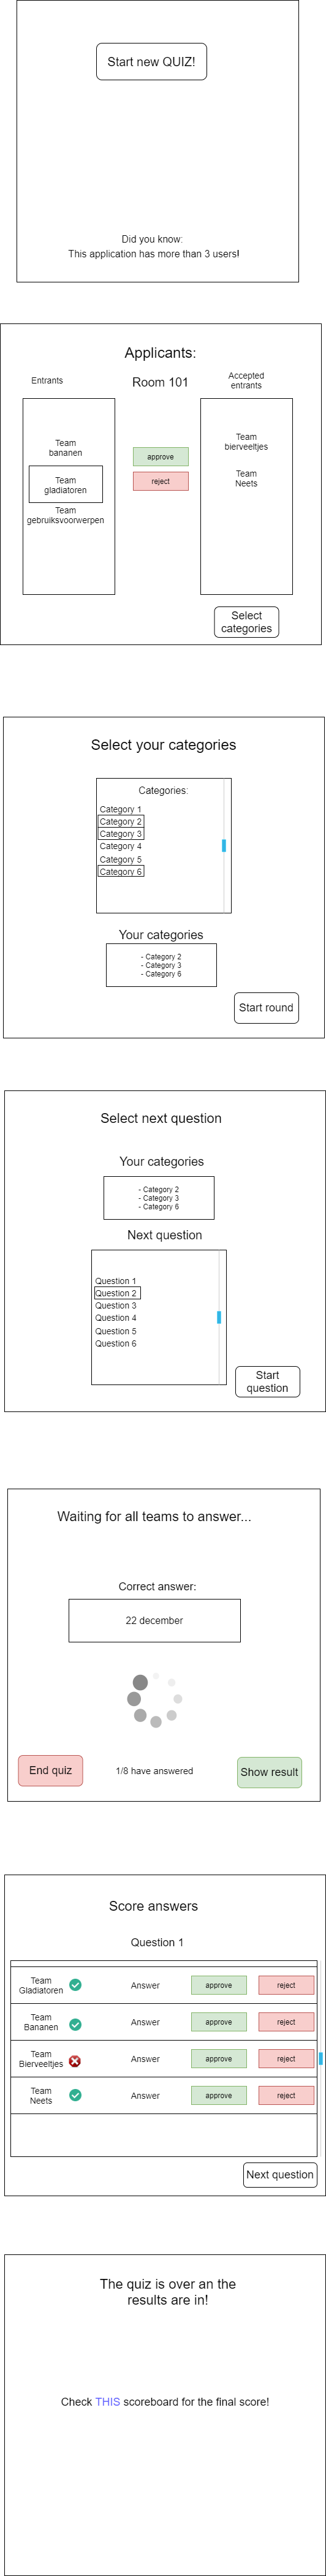 Start new QUIZ!
Did you know:
This application has more than 3 users!
Applicants:
Entrants
Room 101
Accepted
entrants
Team
bananen
Team
gladiatoren
Team
gebruiksvoorwerpen
approve
reject
Team
bierveeltjes
Team
Neets
Select
categories
Select your categories
Categories:
Category 1
Category 2
Category 3
Category 4
Category 5
Category 6
Your categories
- Category 2
- Category 3
- Category 6
Start round
Select next question
Your categories
- Category 2
- Category 3
- Category 6
Next question
Question 1
Question 2
Question 3
Question 4
Question 5
Question 6
Start
question
Waiting for all teams to answer...
Correct answer:
22 december
End quiz
1/8 have answered
Show result
Score answers
Question 1
Team
Gladiatoren
Answer
approve
reject
Team
Bananen
Answer
approve
reject
Team
Bierveeltjes
Answer
approve
reject
Team
Neets
Answer
approve
reject
Next question
The quiz is over an the
results are in!
Check THIS scoreboard for the final score!